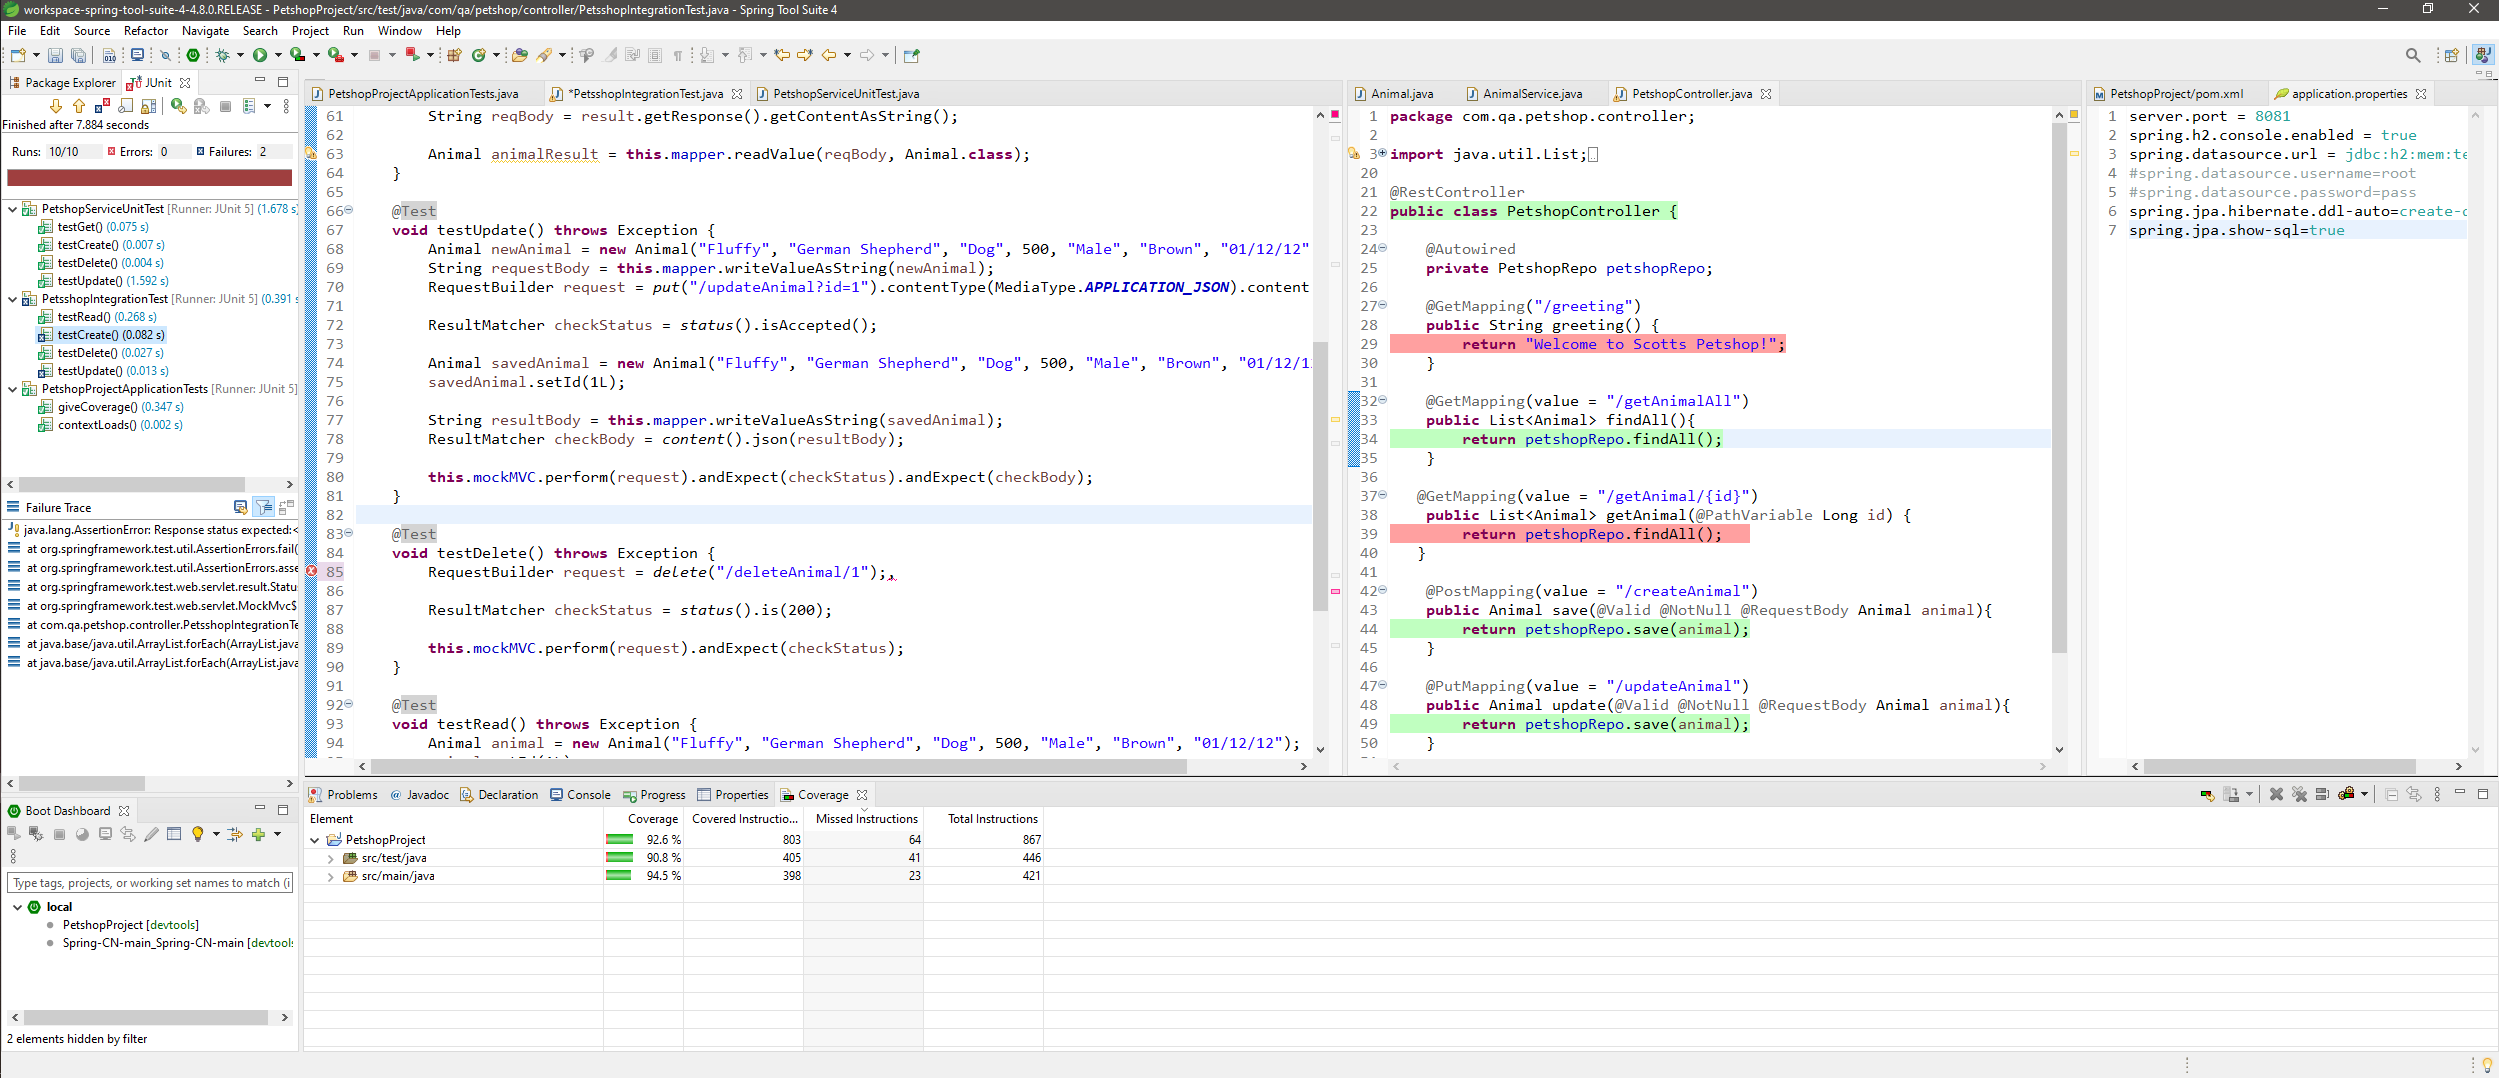 workspace-spring-tool-suite-4-4.8.0.RELEASE - PetshopProject/src/test/java/com/qa/petshop/controller/PetsshopIntegrationTest.java - Spring Tool Suite 4
File Edit Source Refactor Navigate Search Project Run Window Help
Package Explorer JUnit
Finished after 7.884 seconds
Runs: 10/10 Errors: 0 Failures: 2
PetshopServiceUnitTest [Runner: JUnit 5] (1.678 s)
testGet() (0.075 s)
testCreate() (0.007 s)
testDelete() (0.004 s)
testUpdate() (1.592 s)
PetsshopIntegrationTest [Runner: JUnit 5] (0.391 s
testRead() (0.268 s)
testCreate() (0.082 s)
testDelete() (0.027 s)
testUpdate() (0.013 s)
PetshopProjectApplicationTests [Runner: JUnit 5]
giveCoverage() (0.347 s)
contextLoads() (0.002 s)
Failure Trace
java.lang.AssertionError: Response status expected:<
at org.springframework.test.util.AssertionErrors.fail(
at org.springframework.test.util.AssertionErrors.asse
at org.springframework.test.web.servlet.result.Statu
at org.springframework.test.web.servlet.MockMvc$
at com.qa.petshop.controller.PetsshopIntegrationTe
at java.base/java.util.ArrayList.forEach(ArrayList.java
at java.base/java.util.ArrayList.forEach(ArrayList.java
Boot Dashboard
Type tags, projects, or working set names to match (i
local
PetshopProject [devtools]
Spring-CN-main_Spring-CN-main [devtools
2 elements hidden by filter
PetshopProjectApplicationTests.java *PetsshopIntegrationTest.java PetshopServiceUnitTest.java
61 String reqBody = result.getResponse().getContentAsString();
62
63 Animal animalResult = this.mapper.readValue(reqBody, Animal.class);
64 }
65
66 @Test
67 void testUpdate() throws Exception {
68 Animal newAnimal = new Animal("Fluffy", "German Shepherd", "Dog", 500, "Male", "Brown", "01/12/12"
69 String requestBody = this.mapper.writeValueAsString(newAnimal);
70 RequestBuilder request = put("/updateAnimal?id=1").contentType(MediaType.APPLICATION_JSON).content
71
72 ResultMatcher checkStatus = status().isAccepted();
73
74 Animal savedAnimal = new Animal("Fluffy", "German Shepherd", "Dog", 500, "Male", "Brown", "01/12/1
75 savedAnimal.setId(1L);
76
77 String resultBody = this.mapper.writeValueAsString(savedAnimal);
78 ResultMatcher checkBody = content().json(resultBody);
79
80 this.mockMVC.perform(request).andExpect(checkStatus).andExpect(checkBody);
81 }
82
83 @Test
84 void testDelete() throws Exception {
85 RequestBuilder request = delete("/deleteAnimal/1");,
86
87 ResultMatcher checkStatus = status().is(200);
88
89 this.mockMVC.perform(request).andExpect(checkStatus);
90 }
91
92 @Test
93 void testRead() throws Exception {
94 Animal animal = new Animal("Fluffy", "German Shepherd", "Dog", 500, "Male", "Brown", "01/12/12");
Animal.java AnimalService.java PetshopController.java
1 package com.qa.petshop.controller;
2
3 import java.util.List;
20
21 @RestController
22 public class PetshopController {
23
24 @Autowired
25 private PetshopRepo petshopRepo;
26
27 @GetMapping("/greeting")
28 public String greeting() {
29 return "Welcome to Scotts Petshop!";
30 }
31
32 @GetMapping(value = "/getAnimalAll")
33 public List<Animal> findAll(){
34 return petshopRepo.findAll();
35 }
36
37 @GetMapping(value = "/getAnimal/{id}")
38 public List<Animal> getAnimal(@PathVariable Long id) {
39 return petshopRepo.findAll();
40 }
41
42 @PostMapping(value = "/createAnimal")
43 public Animal save(@Valid @NotNull @RequestBody Animal animal){
44 return petshopRepo.save(animal);
45 }
46
47 @PutMapping(value = "/updateAnimal")
48 public Animal update(@Valid @NotNull @RequestBody Animal animal){
49 return petshopRepo.save(animal);
50 }
PetshopProject/pom.xml application.properties
1 server.port = 8081
2 spring.h2.console.enabled = true
3 spring.datasource.url = jdbc:h2:mem:te
4 #spring.datasource.username=root
5 #spring.datasource.password=pass
6 spring.jpa.hibernate.ddl-auto=create-d
7 spring.jpa.show-sql=true
Problems Javadoc Declaration Console Progress Properties Coverage
Element Coverage Covered Instructio... Missed Instructions Total Instructions
PetshopProject 92.6 % 803 64 867
src/test/java 90.8 % 405 41 446
src/main/java 94.5 % 398 23 421